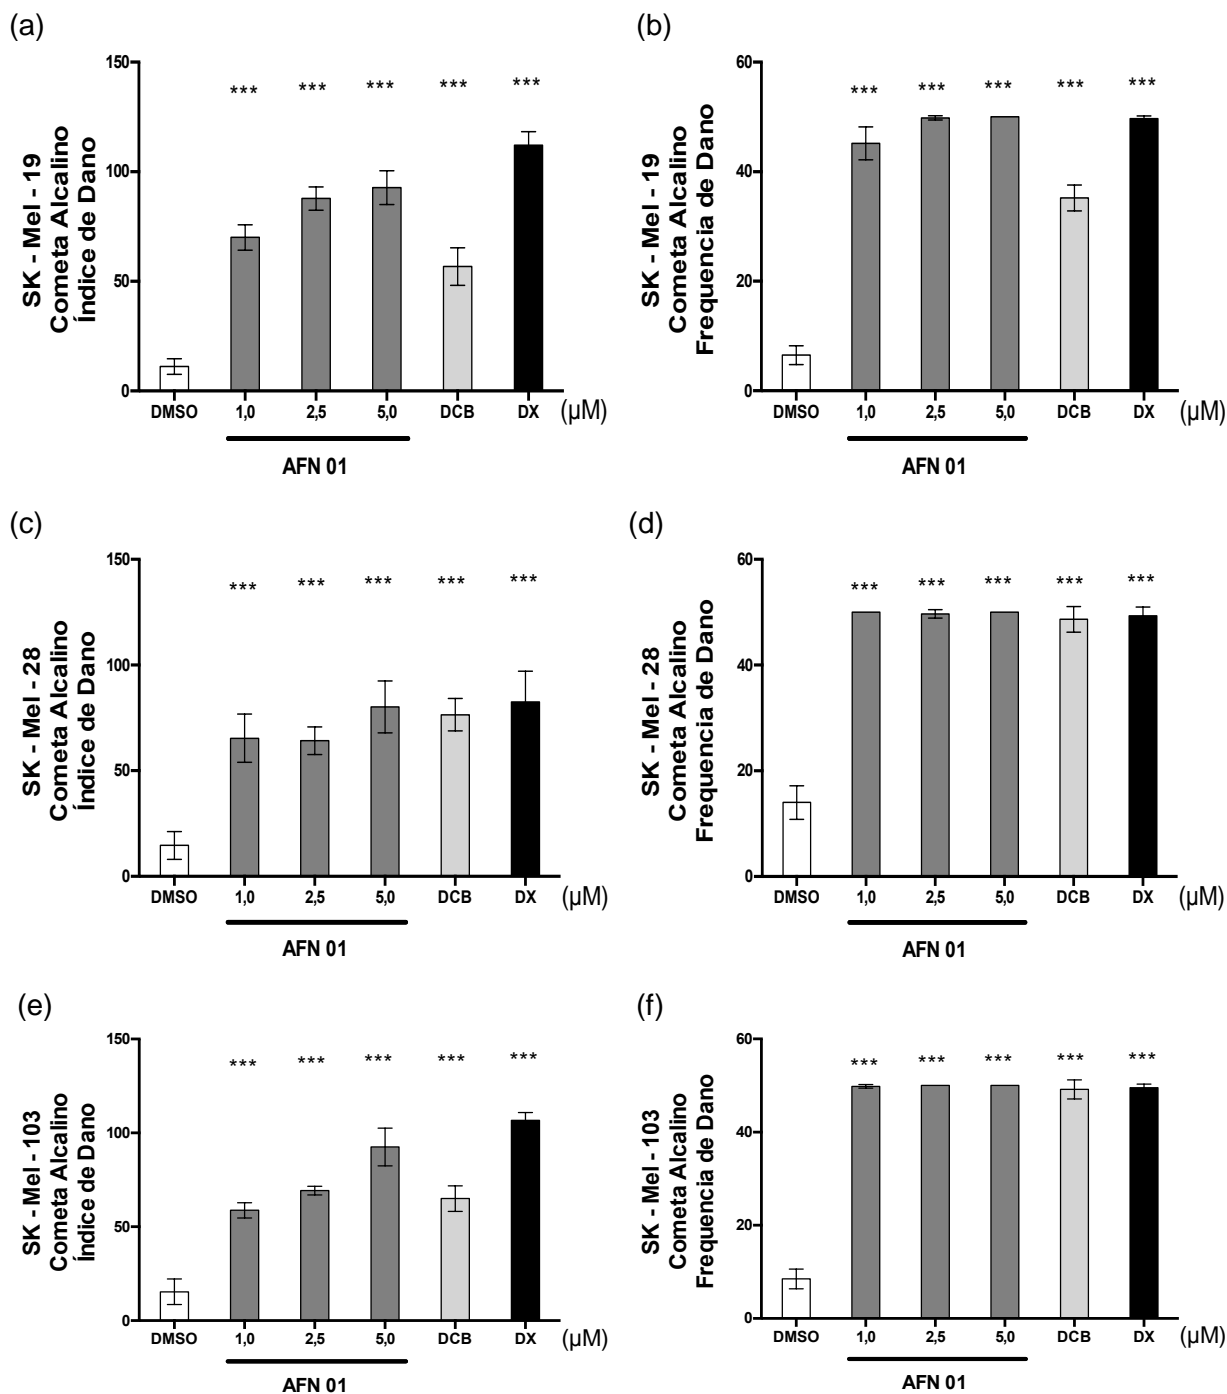 (a)
150
100
50
0
SK - Mel - 19
Cometa Alcalino
Índice de Dano
*** *** *** *** ***
DMSO 1,0 2,5 5,0 DCB DX (µM)
AFN 01
(b)
60
40
20
0
SK - Mel - 19
Cometa Alcalino
Frequencia de Dano
*** *** *** *** ***
DMSO 1,0 2,5 5,0 DCB DX (µM)
AFN 01
(c)
150
100
50
0
SK - Mel - 28
Cometa Alcalino
Índice de Dano
*** *** *** *** ***
DMSO 1,0 2,5 5,0 DCB DX (µM)
AFN 01
(d)
60
40
20
0
SK - Mel - 28
Cometa Alcalino
Frequencia de Dano
*** *** *** *** ***
DMSO 1,0 2,5 5,0 DCB DX (µM)
AFN 01
(e)
150
100
50
0
SK - Mel - 103
Cometa Alcalino
Índice de Dano
*** *** *** *** ***
DMSO 1,0 2,5 5,0 DCB DX (µM)
AFN 01
(f)
60
40
20
0
SK - Mel - 103
Cometa Alcalino
Frequencia de Dano
*** *** *** *** ***
DMSO 1,0 2,5 5,0 DCB DX (µM)
AFN 01